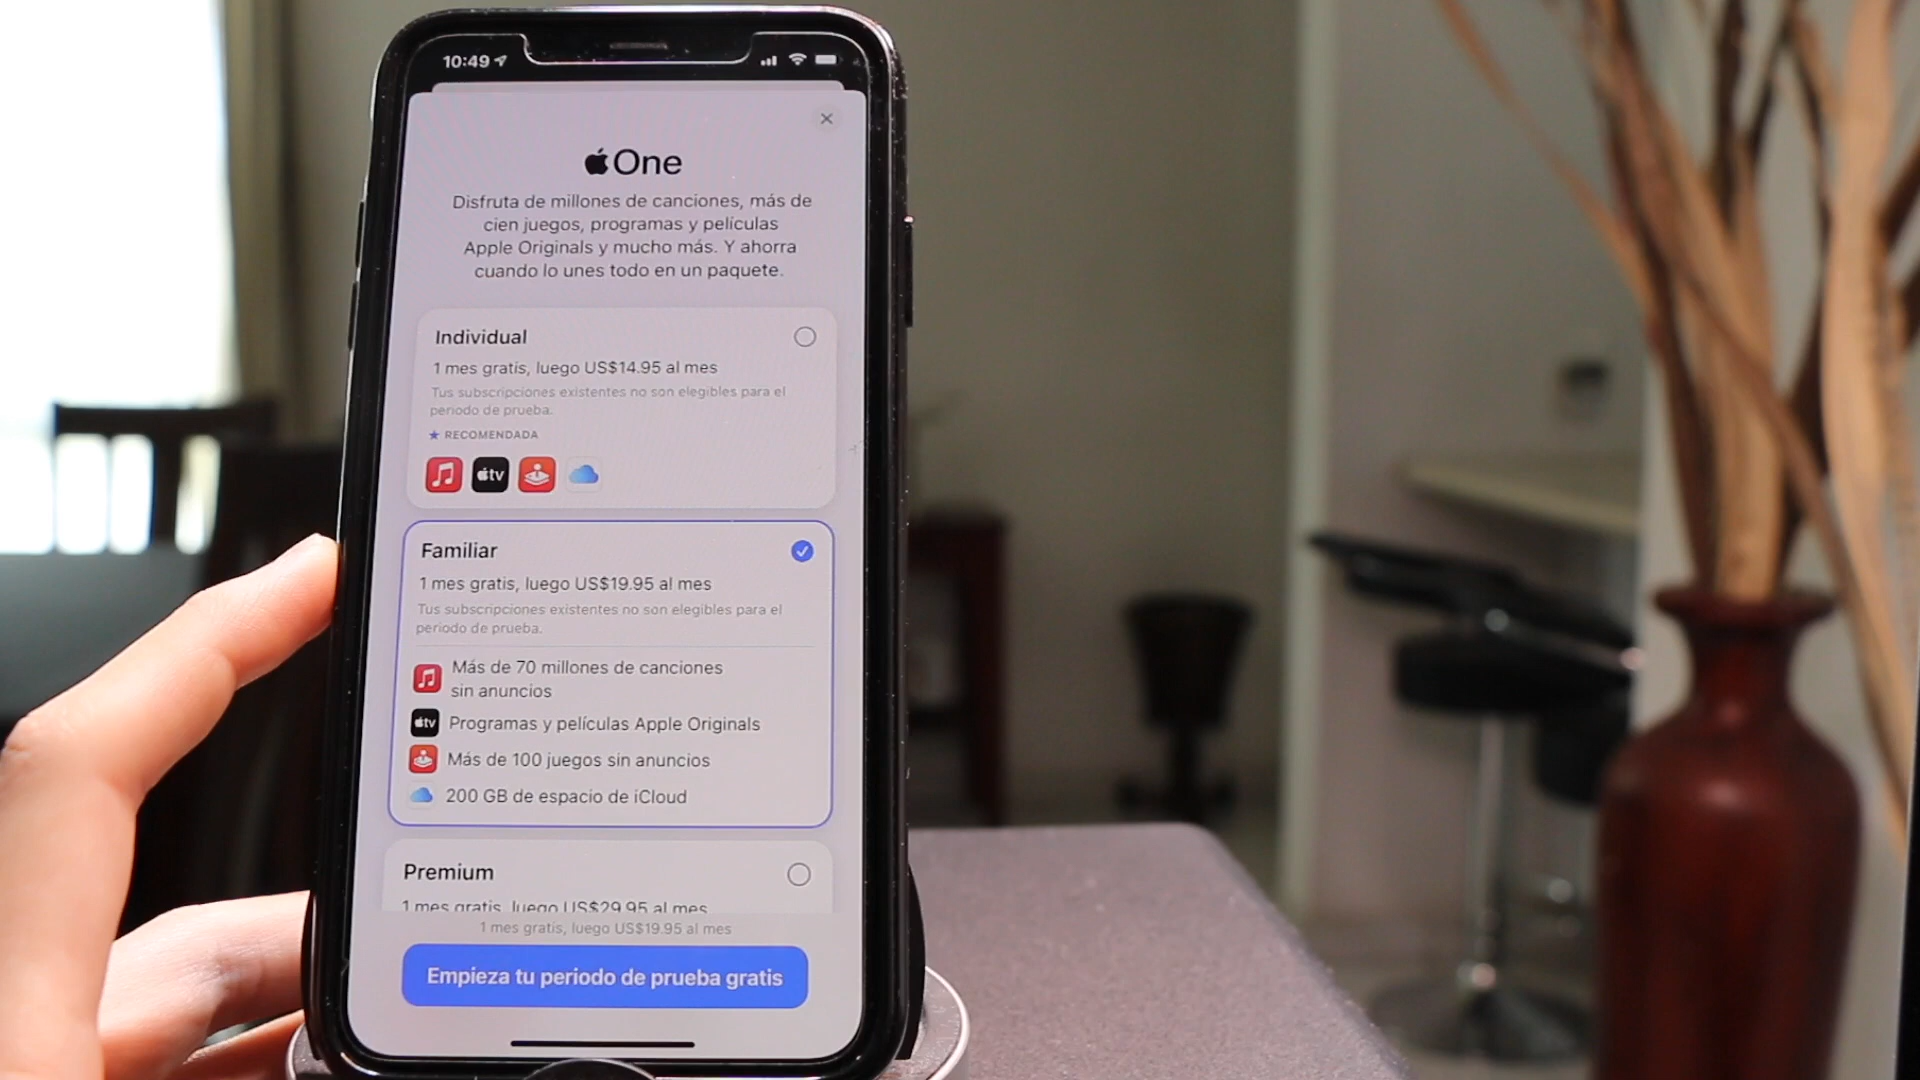 10:49
One
Disfruta de millones de canciones, más de
cien juegos, programas y películas
Apple Originals y mucho más. Y ahorra
cuando lo unes todo en un paquete.
Individual
1 mes gratis, luego US$14.95 al mes
Tus subscripciones existentes no son elegibles para el
periodo de prueba.
★ RECOMENDADA
tv
Familiar
1 mes gratis, luego US$19.95 al mes
Tus subscripciones existentes no son elegibles para el
periodo de prueba.
Más de 70 millones de canciones
sin anuncios
tv Programas y películas Apple Originals
Más de 100 juegos sin anuncios
200 GB de espacio de iCloud
Premium
1 mes gratis, luego US$29.95 al mes
1 mes gratis, luego US$19.95 al mes
Empieza tu periodo de prueba gratis